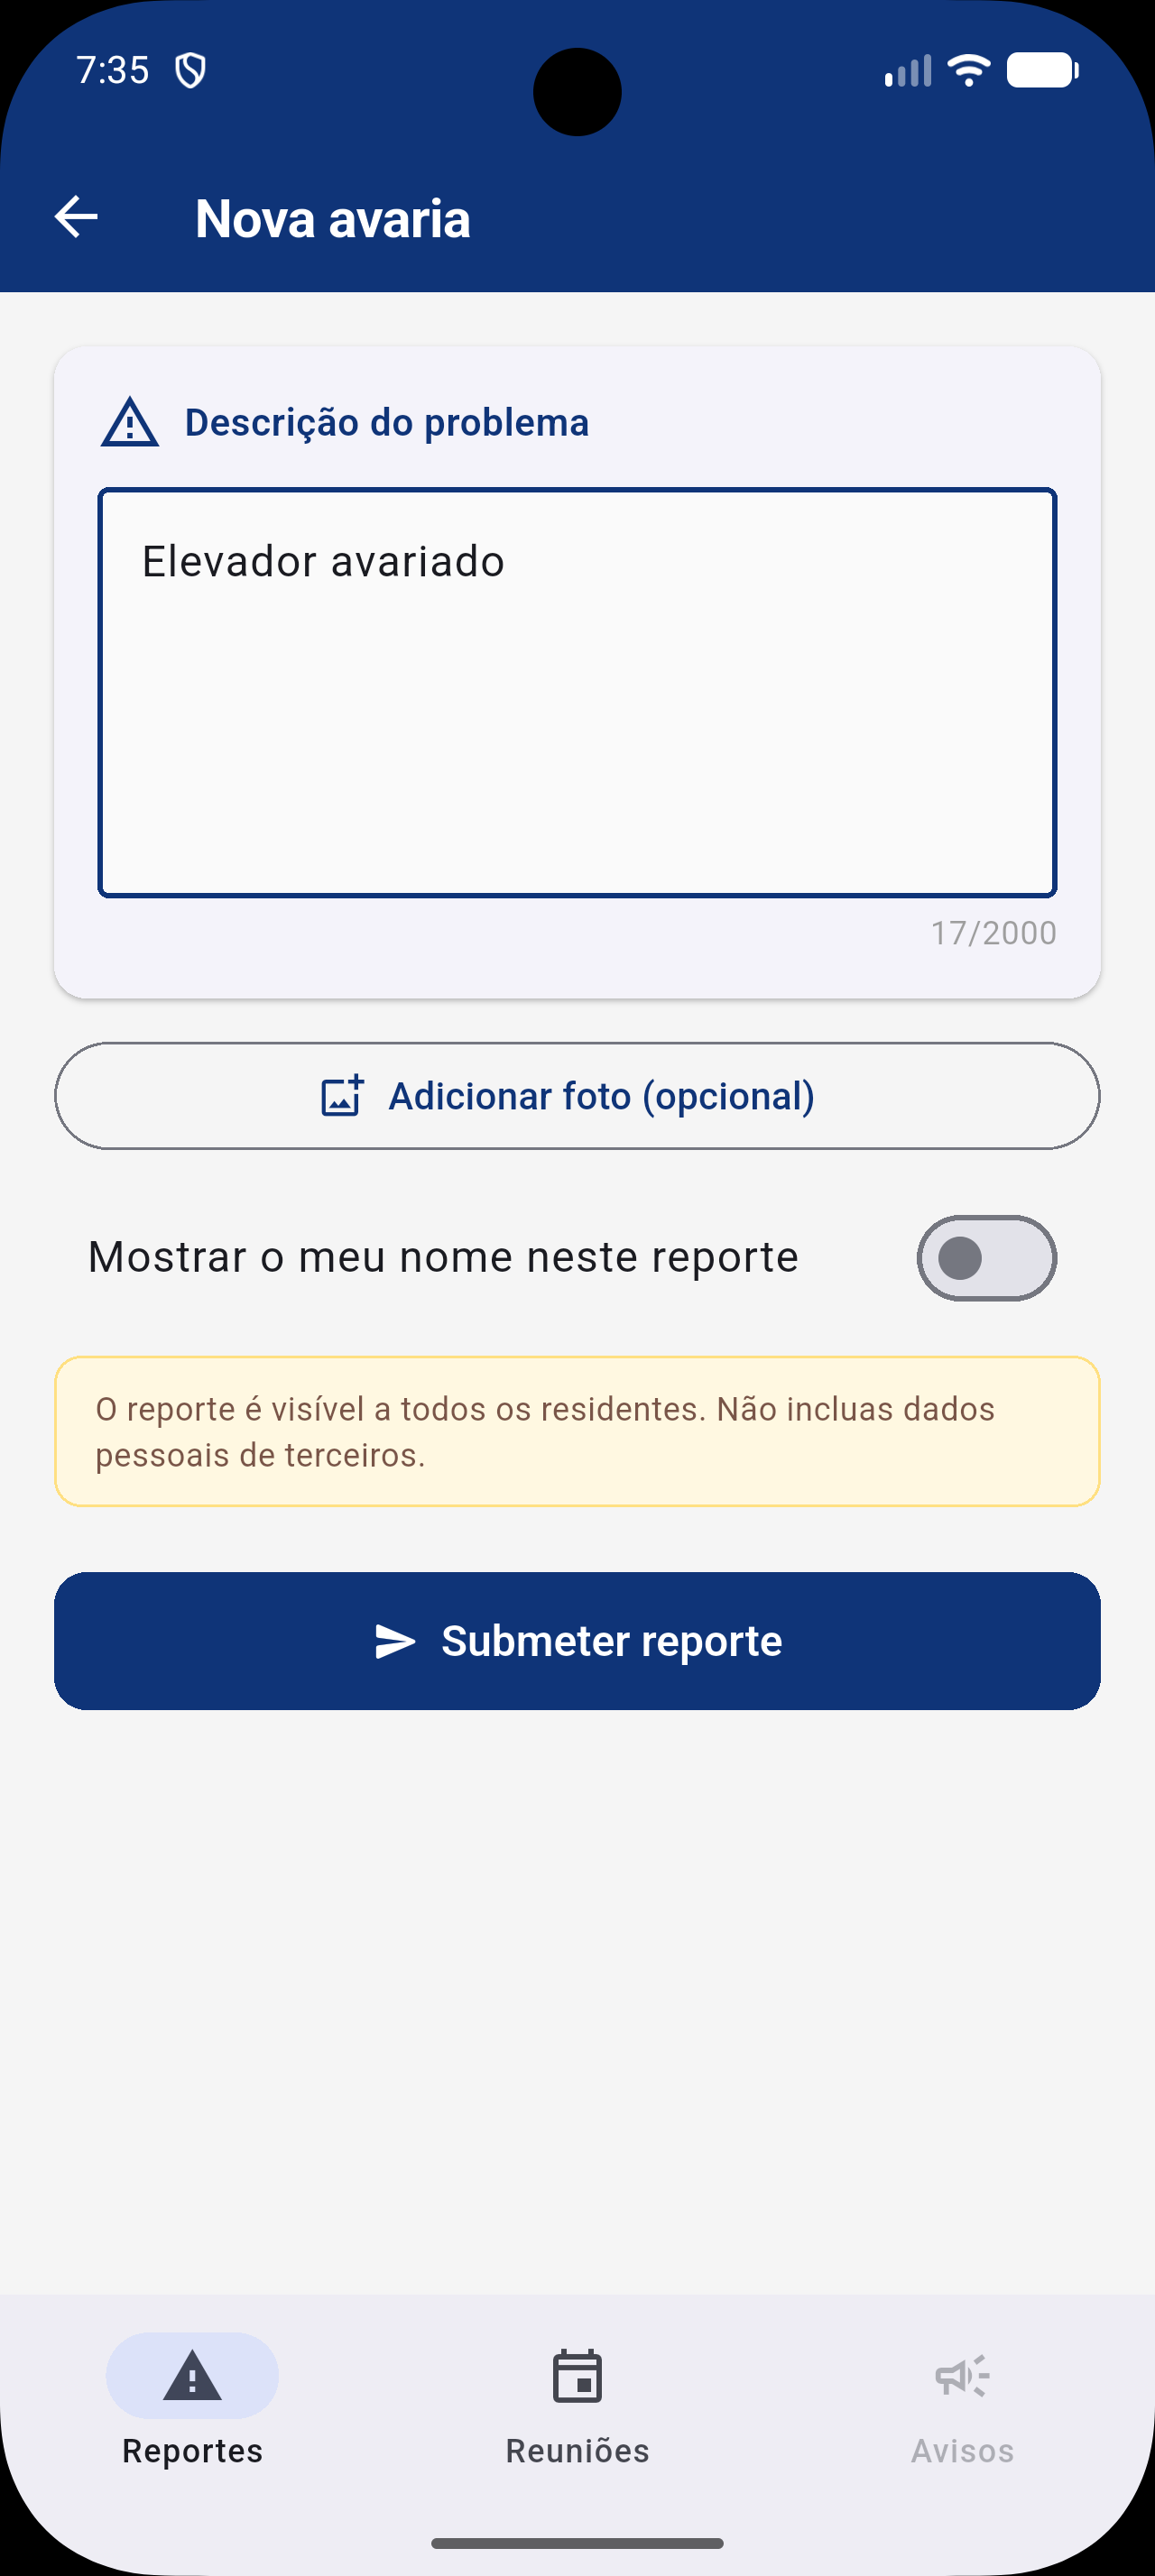 7:35
Nova avaria
Descrição do problema
Elevador avariado
17/2000
Adicionar foto (opcional)
Mostrar o meu nome neste reporte
O reporte é visível a todos os residentes. Não incluas dados
pessoais de terceiros.
Submeter reporte
Reportes
Reuniões
Avisos